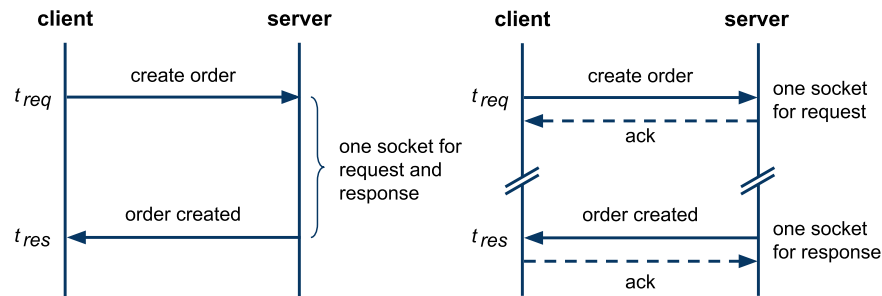 client
server
create order
t req
one socket for
request and
response
order created
t res
client
server
create order
t req
one socket
for request
ack
order created
t res
one socket
for response
ack